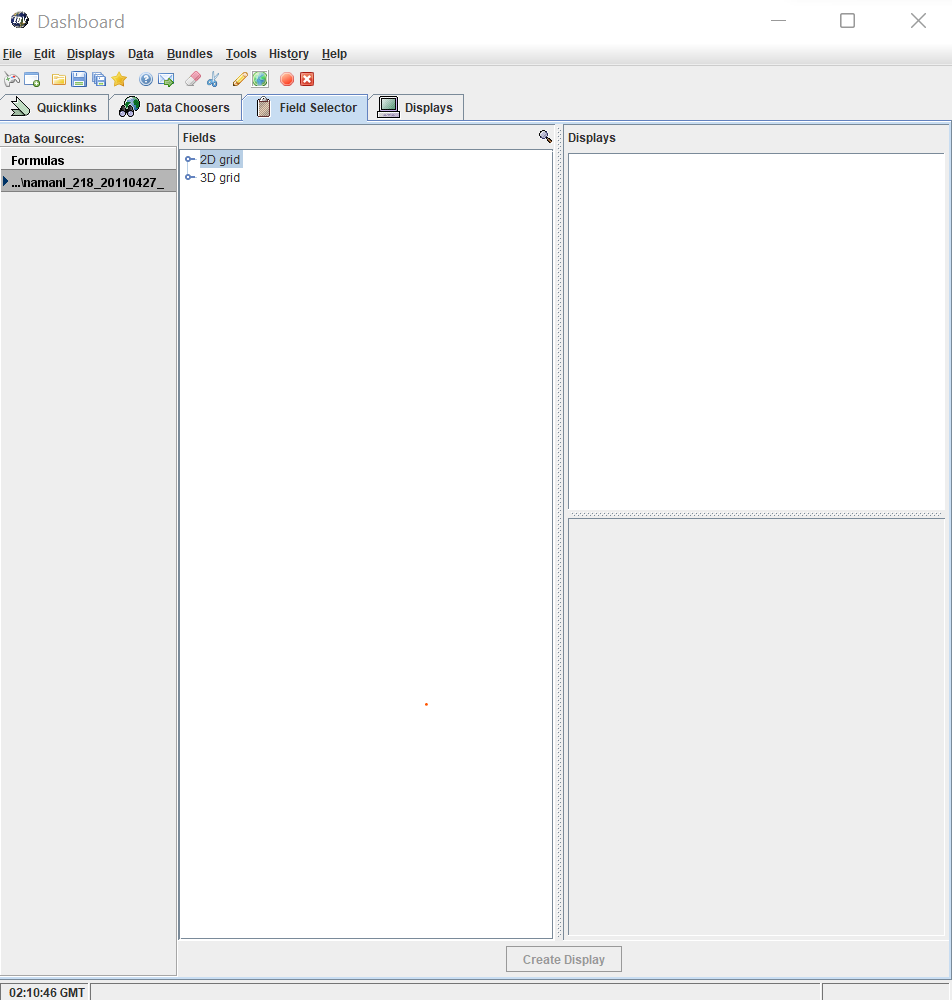 IDV Dashboard
File Edit Displays Data Bundles Tools History Help
Quicklinks Data Choosers Field Selector Displays
Data Sources:
Formulas
...\namanl_218_20110427_
Fields
2D grid
3D grid
Displays
Create Display
02:10:46 GMT